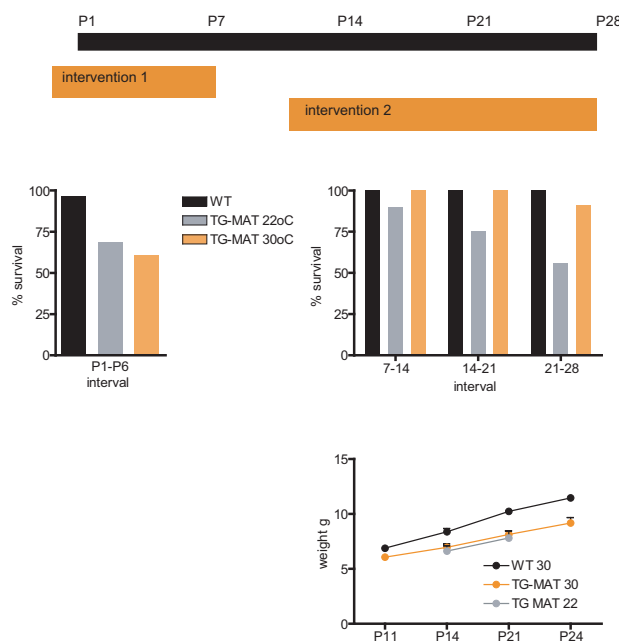 P1 P7 P14 P21 P28
intervention 1
intervention 2
100
75
50
25
0
% survival
P1-P6
interval
WT
TG-MAT 22oC
TG-MAT 30oC
100
75
50
25
0
% survival
7-14 14-21 21-28
interval
15
10
5
0
weight g
WT 30
TG-MAT 30
TG MAT 22
P11 P14 P21 P24